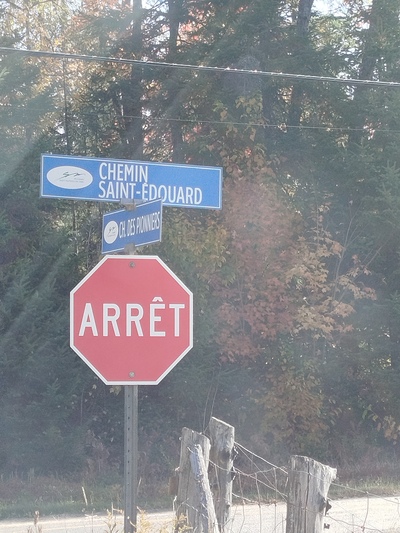 CHEMIN
SAINT-ÉDOUARD
CH. DES PIONNIERS
ARRÊT